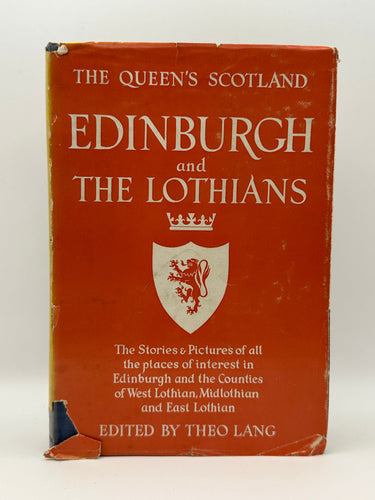 THE QUEEN'S SCOTLAND
EDINBURGH
and
THE LOTHIANS
The Stories & Pictures of all
the places of interest in
Edinburgh and the Counties
of West Lothian, Midlothian
and East Lothian
EDITED BY THEO LANG